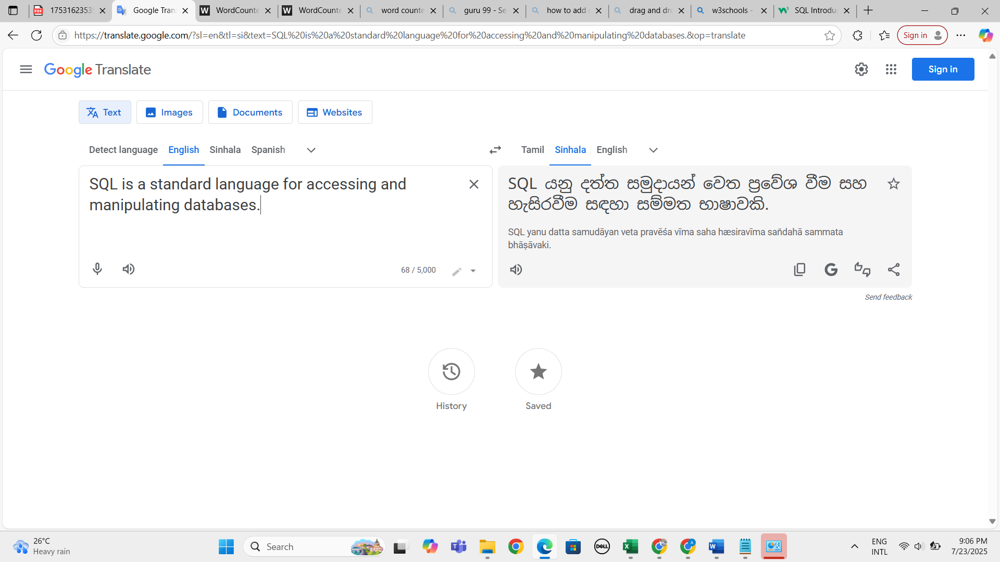 1753162353
Google Tran
WordCounte
WordCounte
word counte
guru 99 - Se
how to add
drag and dr
w3schools -
SQL Introdu
https://translate.google.com/?sl=en&tl=si&text=SQL%20is%20a%20standard%20language%20for%20accessing%20and%20manipulating%20databases.&op=translate
Sign in
Google Translate
Sign in
Text
Images
Documents
Websites
Detect language
English
Sinhala
Spanish
Tamil
Sinhala
English
SQL is a standard language for accessing and
manipulating databases.
68 / 5,000
SQL යනු දත්ත සමුදායන් වෙත ප්‍රවේශ වීම සහ
හැසිරවීම සඳහා සම්මත භාෂාවකි.
SQL yanu datta samudāyan veta pravēśa vīma saha hæsiravīma san̆dahā sammata
bhāṣāvaki.
Send feedback
History
Saved
26°C
Heavy rain
Search
DELL
ENG
INTL
9:06 PM
7/23/2025